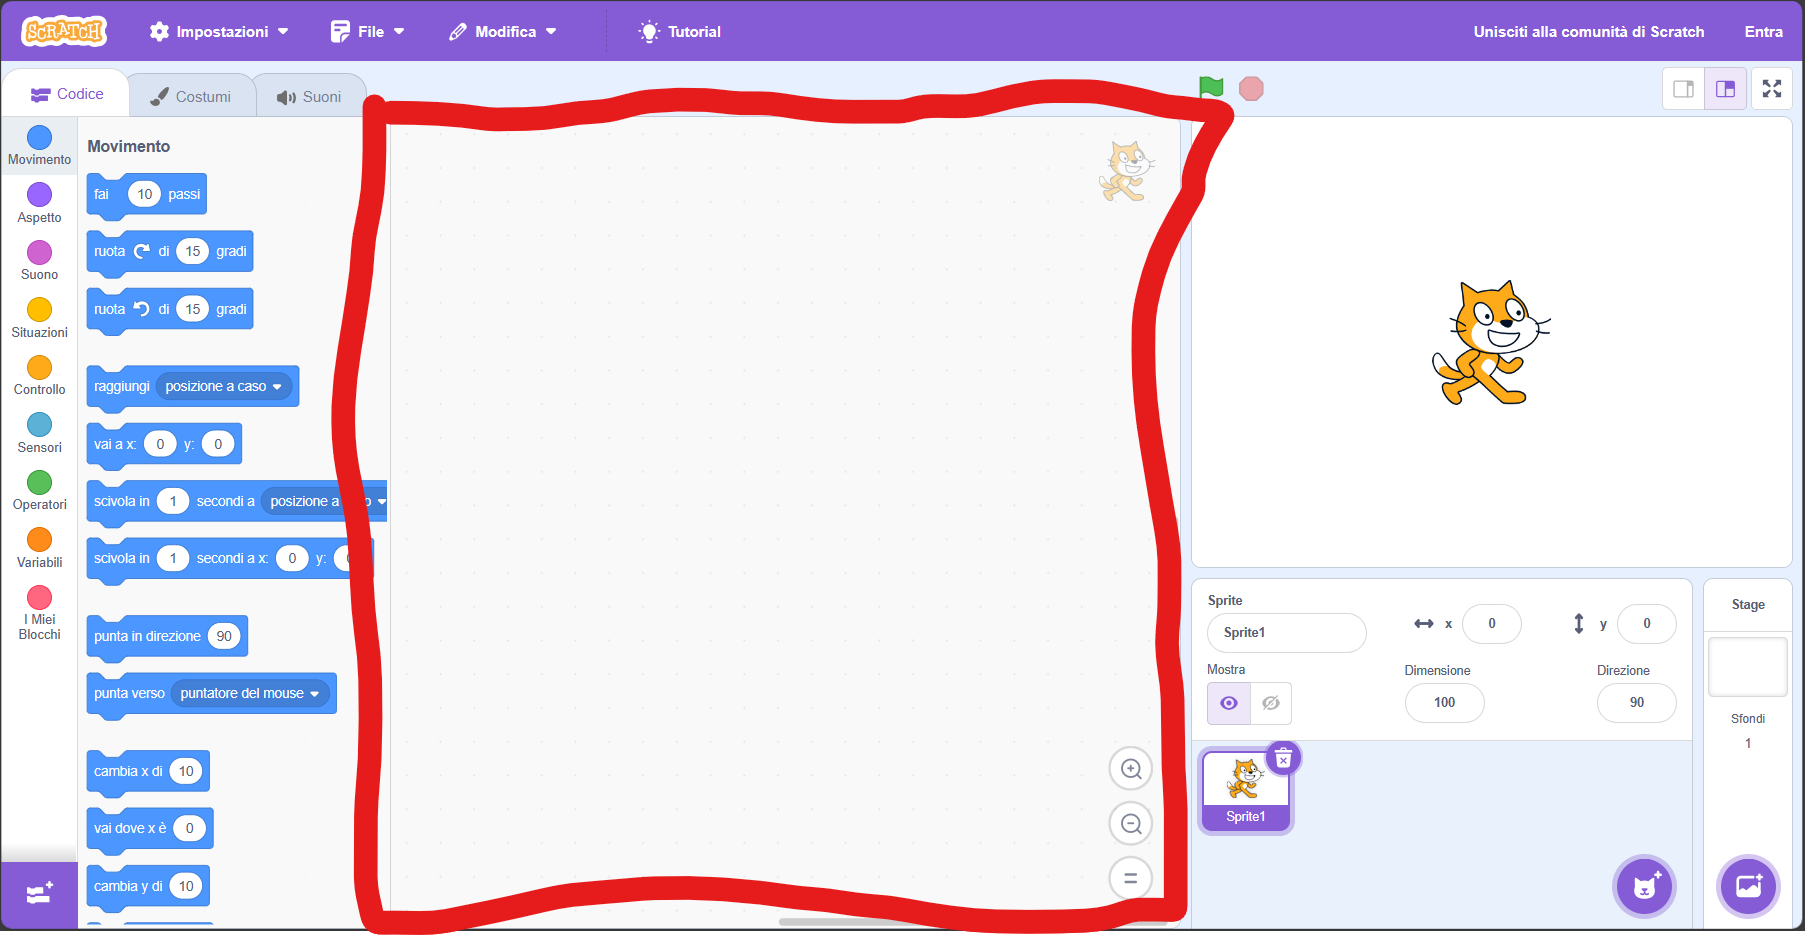 SCRATCH
Impostazioni
File
Modifica
Tutorial
Unisciti alla comunità di Scratch
Entra
Codice
Costumi
Suoni
Movimento
Aspetto
Suono
Situazioni
Controllo
Sensori
Operatori
Variabili
I Miei
Blocchi
Movimento
fai 10 passi
ruota di 15 gradi
ruota di 15 gradi
raggiungi posizione a caso
vai a x: 0 y: 0
scivola in 1 secondi a posizione a
scivola in 1 secondi a x: 0 y:
punta in direzione 90
punta verso puntatore del mouse
cambia x di 10
vai dove x è 0
cambia y di 10
Sprite
Sprite1
x 0
y 0
Mostra
Dimensione
100
Direzione
90
Sprite1
Stage
Sfondi
1